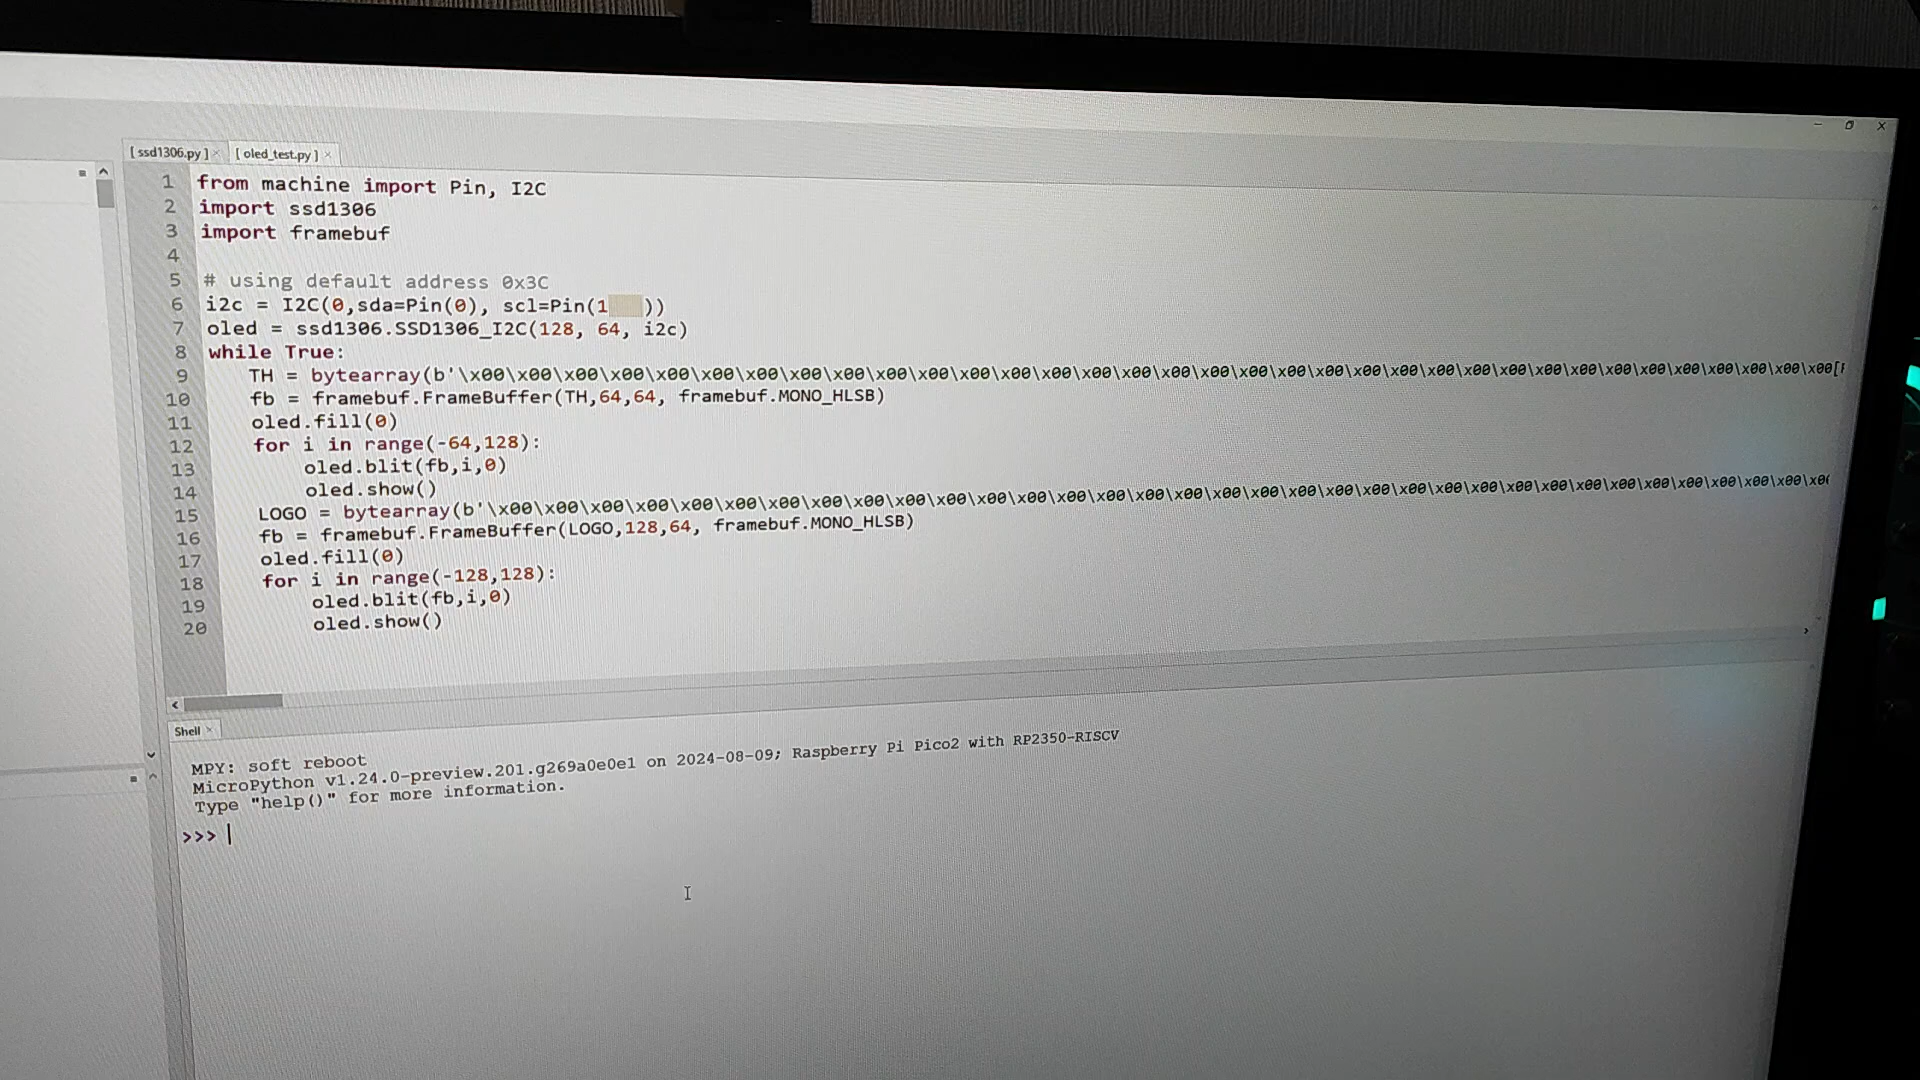 [ ssd1306.py ] × [ oled_test.py ] ×
1 from machine import Pin, I2C
2 import ssd1306
3 import framebuf
4
5 # using default address 0x3C
6 i2c = I2C(0,sda=Pin(0), scl=Pin(1 ))
7 oled = ssd1306.SSD1306_I2C(128, 64, i2c)
8 while True:
9 TH = bytearray(b'\x00\x00\x00\x00\x00\x00\x00\x00\x00\x00\x00\x00\x00\x00\x00\x00\x00\x00\x00\x00\x00\x00\x00\x00\x00\x00\x00\x00\x00\x00\x00\x00\x00\x00\x00[
10 fb = framebuf.FrameBuffer(TH,64,64, framebuf.MONO_HLSB)
11 oled.fill(0)
12 for i in range(-64,128):
13 oled.blit(fb,i,0)
14 oled.show()
15 LOGO = bytearray(b'\x00\x00\x00\x00\x00\x00\x00\x00\x00\x00\x00\x00\x00\x00\x00\x00\x00\x00\x00\x00\x00\x00\x00\x00\x00\x00\x00\x00\x00\x00\x00\x00\x00\x00\x0
16 fb = framebuf.FrameBuffer(LOGO,128,64, framebuf.MONO_HLSB)
17 oled.fill(0)
18 for i in range(-128,128):
19 oled.blit(fb,i,0)
20 oled.show()
Shell ×
MPY: soft reboot
MicroPython v1.24.0-preview.201.g269a0e0e1 on 2024-08-09; Raspberry Pi Pico2 with RP2350-RISCV
Type "help()" for more information.
>>>